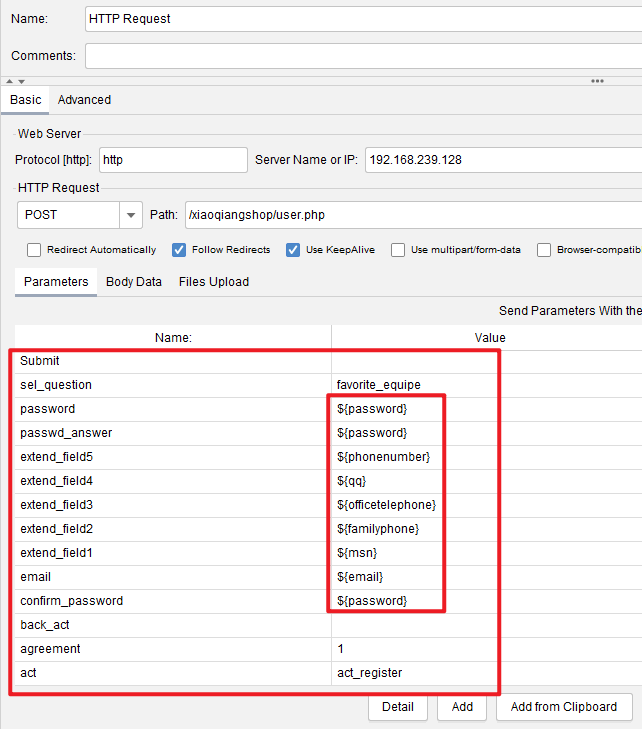 Name: HTTP Request
Comments:
Basic Advanced
Web Server
Protocol [http]: http Server Name or IP: 192.168.239.128
HTTP Request
POST Path: /xiaoqiangshop/user.php
Redirect Automatically Follow Redirects Use KeepAlive Use multipart/form-data Browser-compatib
Parameters Body Data Files Upload
Send Parameters With the
Name: Value
Submit
sel_question favorite_equipe
password ${password}
passwd_answer ${password}
extend_field5 ${phonenumber}
extend_field4 ${qq}
extend_field3 ${officetelephone}
extend_field2 ${familyphone}
extend_field1 ${msn}
email ${email}
confirm_password ${password}
back_act
agreement 1
act act_register
Detail Add Add from Clipboard